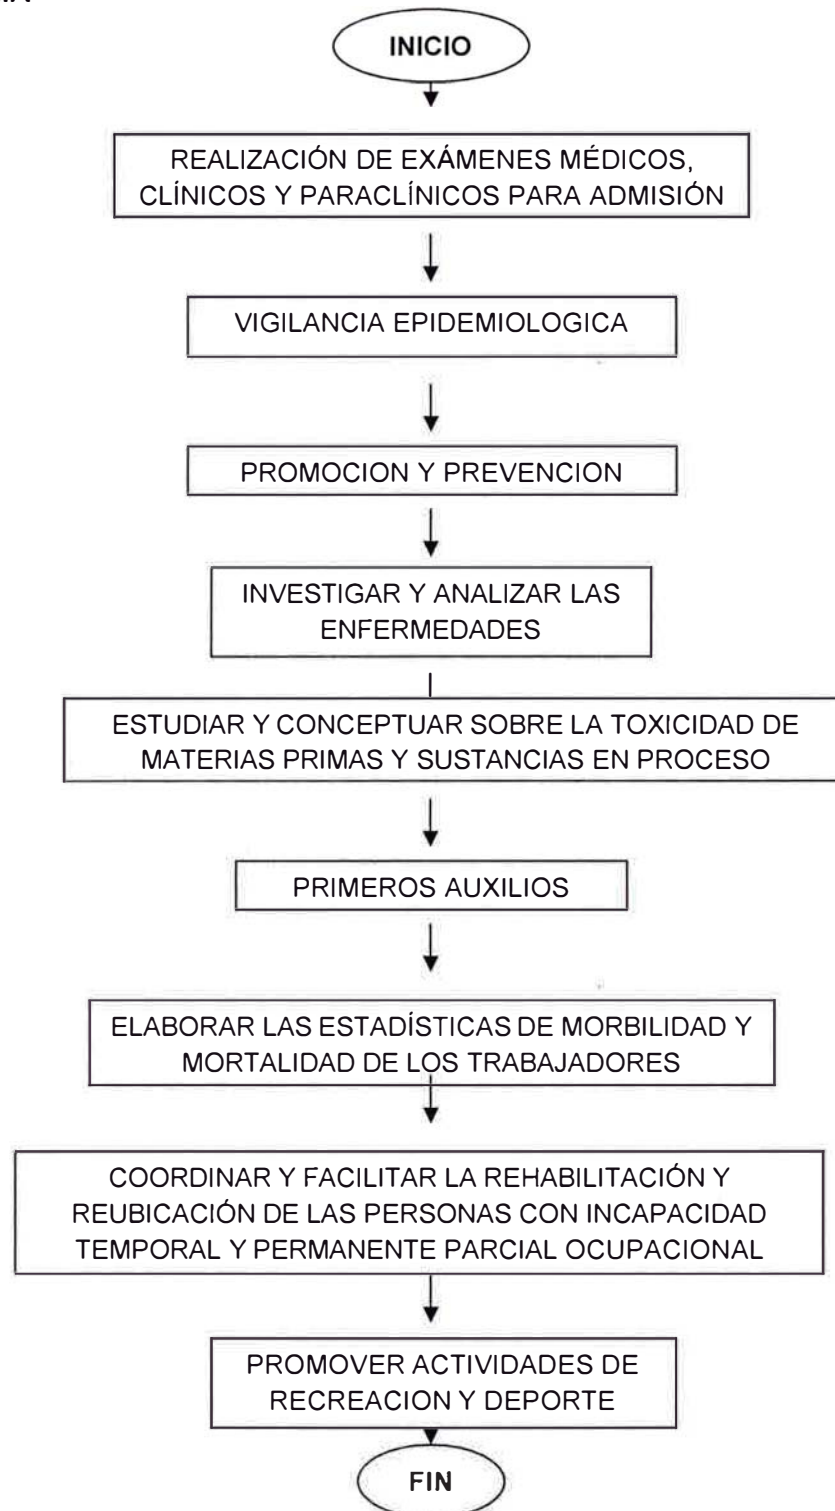 INICIO
REALIZACIÓN DE EXÁMENES MÉDICOS,
CLÍNICOS Y PARACLÍNICOS PARA ADMISIÓN
VIGILANCIA EPIDEMIOLOGICA
PROMOCION Y PREVENCION
INVESTIGAR Y ANALIZAR LAS
ENFERMEDADES
ESTUDIAR Y CONCEPTUAR SOBRE LA TOXICIDAD DE
MATERIAS PRIMAS Y SUSTANCIAS EN PROCESO
PRIMEROS AUXILIOS
ELABORAR LAS ESTADÍSTICAS DE MORBILIDAD Y
MORTALIDAD DE LOS TRABAJADORES
COORDINAR Y FACILITAR LA REHABILITACIÓN Y
REUBICACIÓN DE LAS PERSONAS CON INCAPACIDAD
TEMPORAL Y PERMANENTE PARCIAL OCUPACIONAL
PROMOVER ACTIVIDADES DE
RECREACION Y DEPORTE
FIN